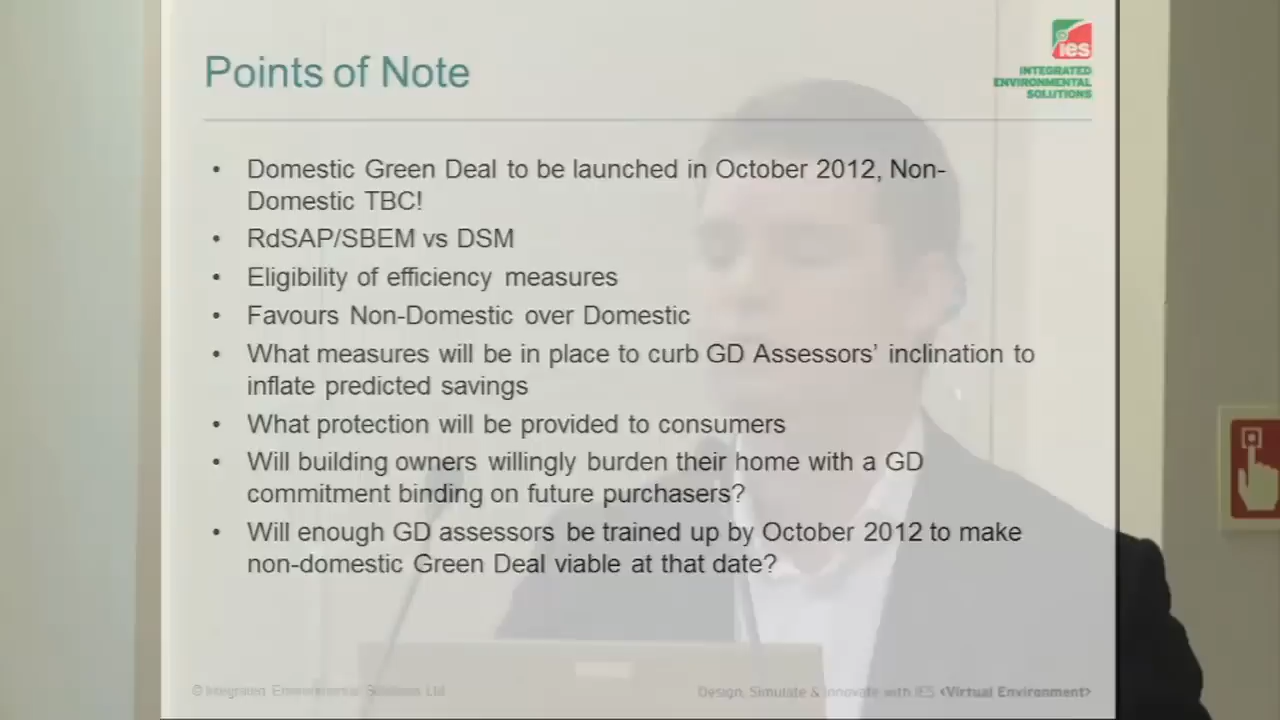 Points of Note
ies
INTEGRATED
ENVIRONMENTAL
SOLUTIONS
• Domestic Green Deal to be launched in October 2012, Non-
Domestic TBC!
• RdSAP/SBEM vs DSM
• Eligibility of efficiency measures
• Favours Non-Domestic over Domestic
• What measures will be in place to curb GD Assessors’ inclination to
inflate predicted savings
• What protection will be provided to consumers
• Will building owners willingly burden their home with a GD
commitment binding on future purchasers?
• Will enough GD assessors be trained up by October 2012 to make
non-domestic Green Deal viable at that date?
© Integrated Environmental Solutions Ltd
Design, Simulate & Innovate with IES <Virtual Environment>